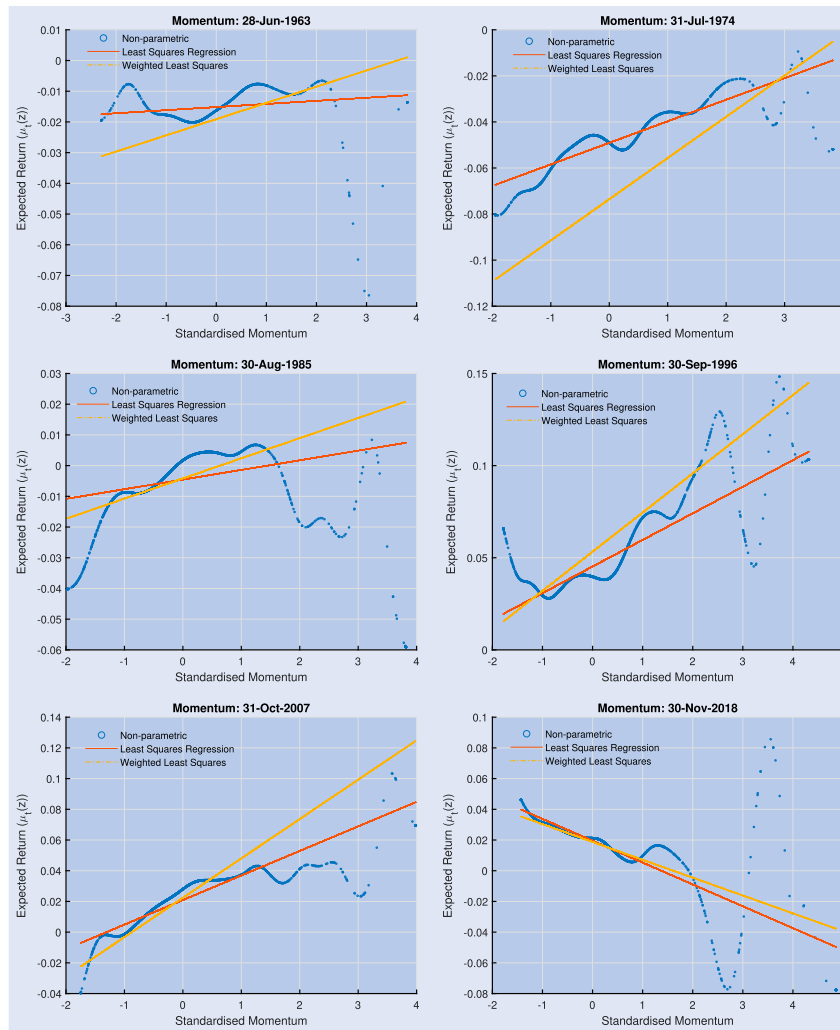 Momentum: 28-Jun-1963
Non-parametric
Least Squares Regression
Weighted Least Squares
0.01
0
-0.01
-0.02
-0.03
-0.04
-0.05
-0.06
-0.07
-0.08
Expected Return (μt(z))
-3 -2 -1 0 1 2 3 4
Standardised Momentum
Momentum: 31-Jul-1974
Non-parametric
Least Squares Regression
Weighted Least Squares
0
-0.02
-0.04
-0.06
-0.08
-0.1
-0.12
Expected Return (μt(z))
-2 -1 0 1 2 3 4
Standardised Momentum
Momentum: 30-Aug-1985
Non-parametric
Least Squares Regression
Weighted Least Squares
0.03
0.02
0.01
0
-0.01
-0.02
-0.03
-0.04
-0.05
-0.06
Expected Return (μt(z))
-2 -1 0 1 2 3 4
Standardised Momentum
Momentum: 30-Sep-1996
Non-parametric
Least Squares Regression
Weighted Least Squares
0.15
0.1
0.05
0
Expected Return (μt(z))
-2 -1 0 1 2 3 4
Standardised Momentum
Momentum: 31-Oct-2007
Non-parametric
Least Squares Regression
Weighted Least Squares
0.14
0.12
0.1
0.08
0.06
0.04
0.02
0
-0.02
-0.04
Expected Return (μt(z))
-2 -1 0 1 2 3 4
Standardised Momentum
Momentum: 30-Nov-2018
Non-parametric
Least Squares Regression
Weighted Least Squares
0.1
0.08
0.06
0.04
0.02
0
-0.02
-0.04
-0.06
-0.08
Expected Return (μt(z))
-2 -1 0 1 2 3 4
Standardised Momentum